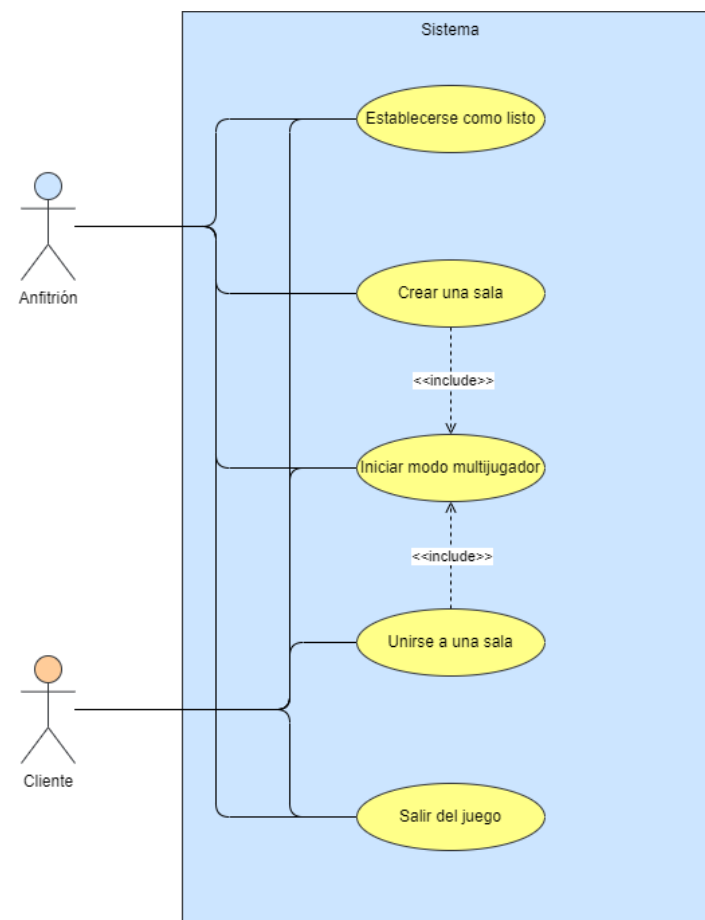 Sistema
Establecerse como listo
Anfitrión
Crear una sala
<<include>>
Iniciar modo multijugador
<<include>>
Unirse a una sala
Cliente
Salir del juego